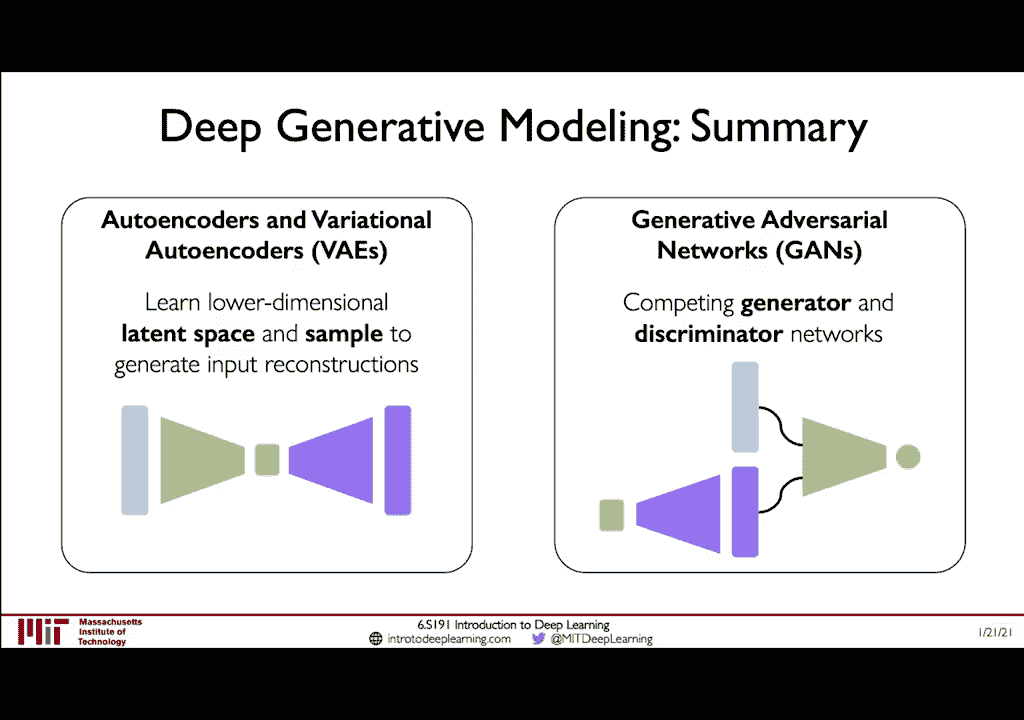 Deep Generative Modeling: Summary
Autoencoders and Variational
Autoencoders (VAEs)
Learn lower-dimensional
latent space and sample to
generate input reconstructions
Generative Adversarial
Networks (GANs)
Competing generator and
discriminator networks
Massachusetts
Institute of
Technology
6.S191 Introduction to Deep Learning
introtodeeplearning.com @MITDeepLearning
1/21/21